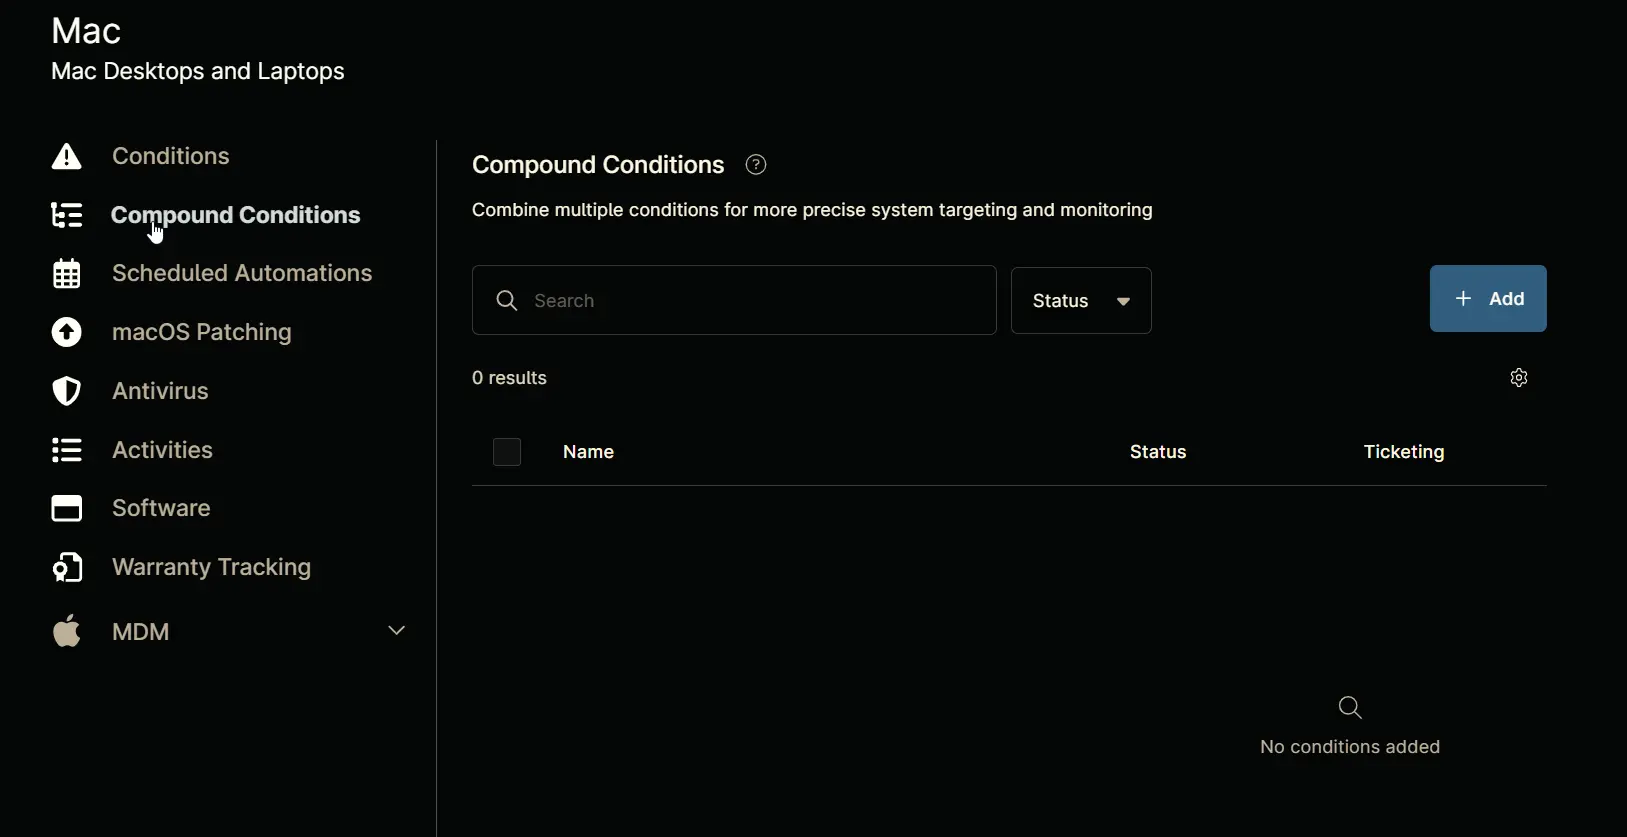 Mac
Mac Desktops and Laptops
Conditions
Compound Conditions
Scheduled Automations
macOS Patching
Antivirus
Activities
Software
Warranty Tracking
MDM
Compound Conditions ?
Combine multiple conditions for more precise system targeting and monitoring
Search Status + Add
0 results
Name Status Ticketing
No conditions added